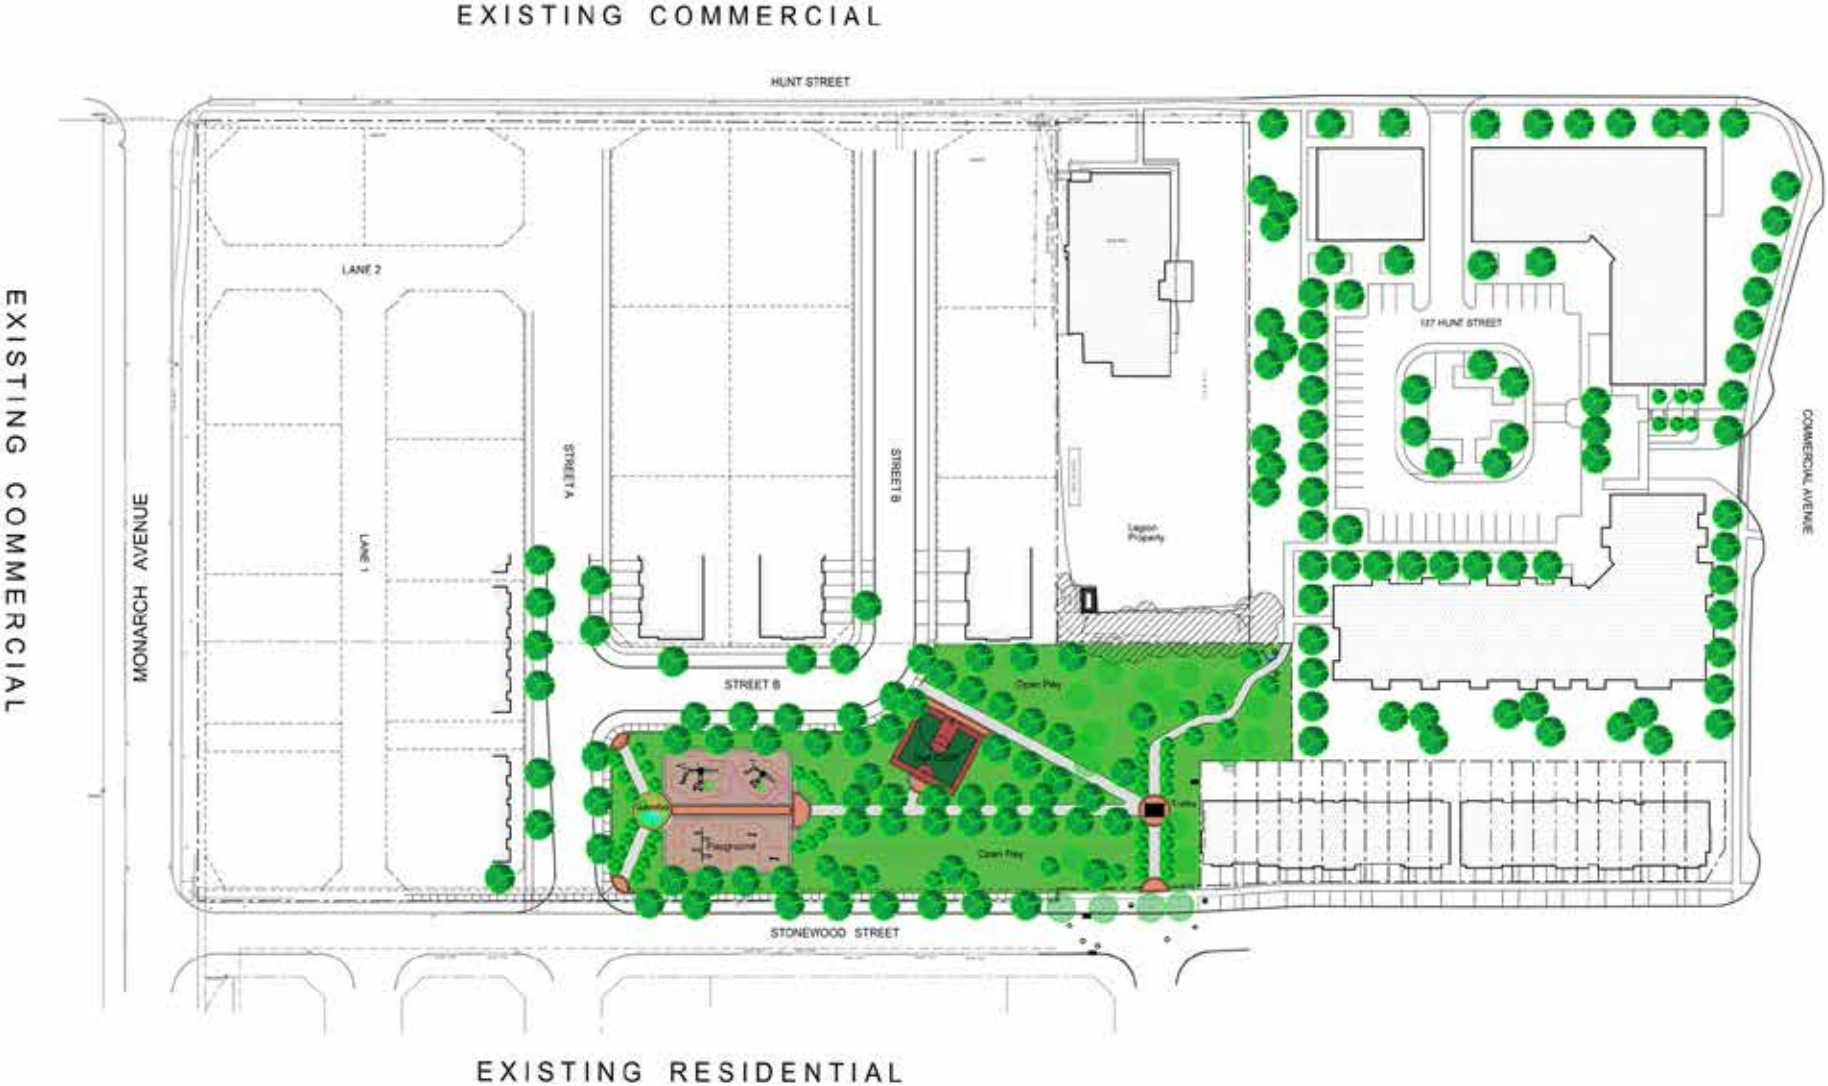 EXISTING COMMERCIAL
HUNT STREET
LANE 2
137 HUNT STREET
EXISTING COMMERCIAL
MONARCH AVENUE
LANE 1
STREET A
STREET B
Legion
Property
COMMERCIAL AVENUE
STREET B
Open Play
Playground
Open Play
STONEWOOD STREET
EXISTING RESIDENTIAL